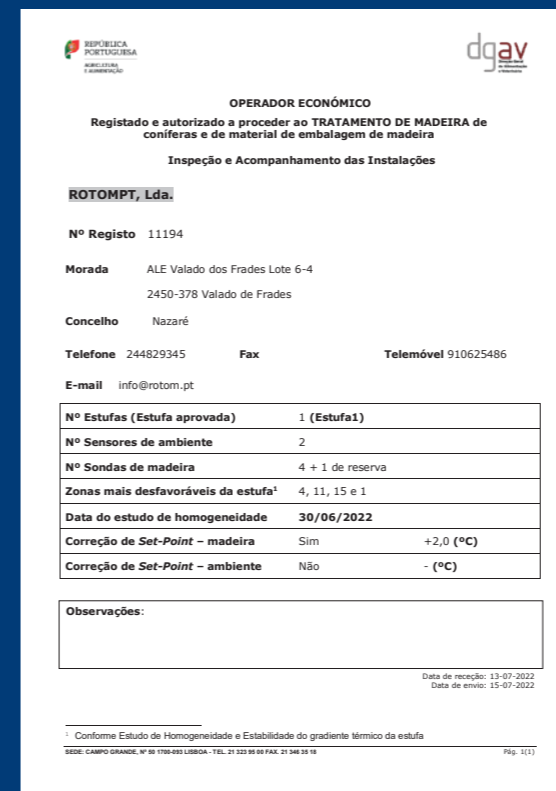 REPÚBLICA
PORTUGUESA
AGRICULTURA
E ALIMENTAÇÃO
dgav
Direção-Geral
de Alimentação
e Veterinária
OPERADOR ECONÓMICO
Registado e autorizado a proceder ao TRATAMENTO DE MADEIRA de
coníferas e de material de embalagem de madeira
Inspeção e Acompanhamento das Instalações
ROTOMPT, Lda.
Nº Registo 11194
Morada ALE Valado dos Frades Lote 6-4
2450-378 Valado de Frades
Concelho Nazaré
Telefone 244829345 Fax Telemóvel 910625486
E-mail info@rotom.pt
Nº Estufas (Estufa aprovada) 1 (Estufa1)
Nº Sensores de ambiente 2
Nº Sondas de madeira 4 + 1 de reserva
Zonas mais desfavoráveis da estufa¹ 4, 11, 15 e 1
Data do estudo de homogeneidade 30/06/2022
Correção de Set-Point – madeira Sim +2,0 (ºC)
Correção de Set-Point – ambiente Não - (ºC)
Observações:
Data de receção: 13-07-2022
Data de envio: 15-07-2022
¹ Conforme Estudo de Homogeneidade e Estabilidade do gradiente térmico da estufa
SEDE: CAMPO GRANDE, Nº 50 1700-093 LISBOA - TEL. 21 323 95 00 FAX. 21 346 35 18 Pág. 1(1)